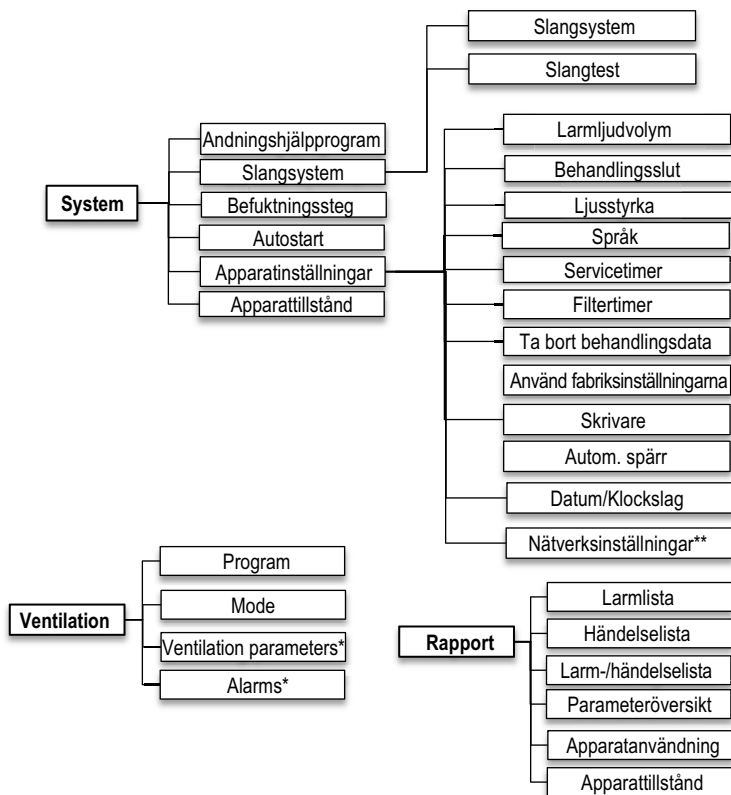 System
Andningshjälpprogram
Slangsystem
Befuktningssteg
Autostart
Apparatinställningar
Apparattillstånd
Slangsystem
Slangtest
Larmljudvolym
Behandlingsslut
Ljusstyrka
Språk
Servicetimer
Filtertimer
Ta bort behandlingsdata
Använd fabriksinställningarna
Skrivare
Autom. spärr
Datum/Klockslag
Nätverksinställningar**
Ventilation
Program
Mode
Ventilation parameters*
Alarms*
Rapport
Larmlista
Händelselista
Larm-/händelselista
Parameteröversikt
Apparatanvändning
Apparattillstånd